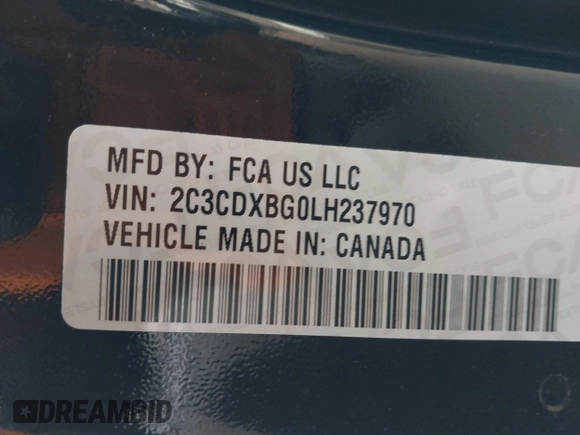 MFD BY: FCA US LLC
VIN: 2C3CDXBG0LH237970
VEHICLE MADE IN: CANADA
DREAMBID